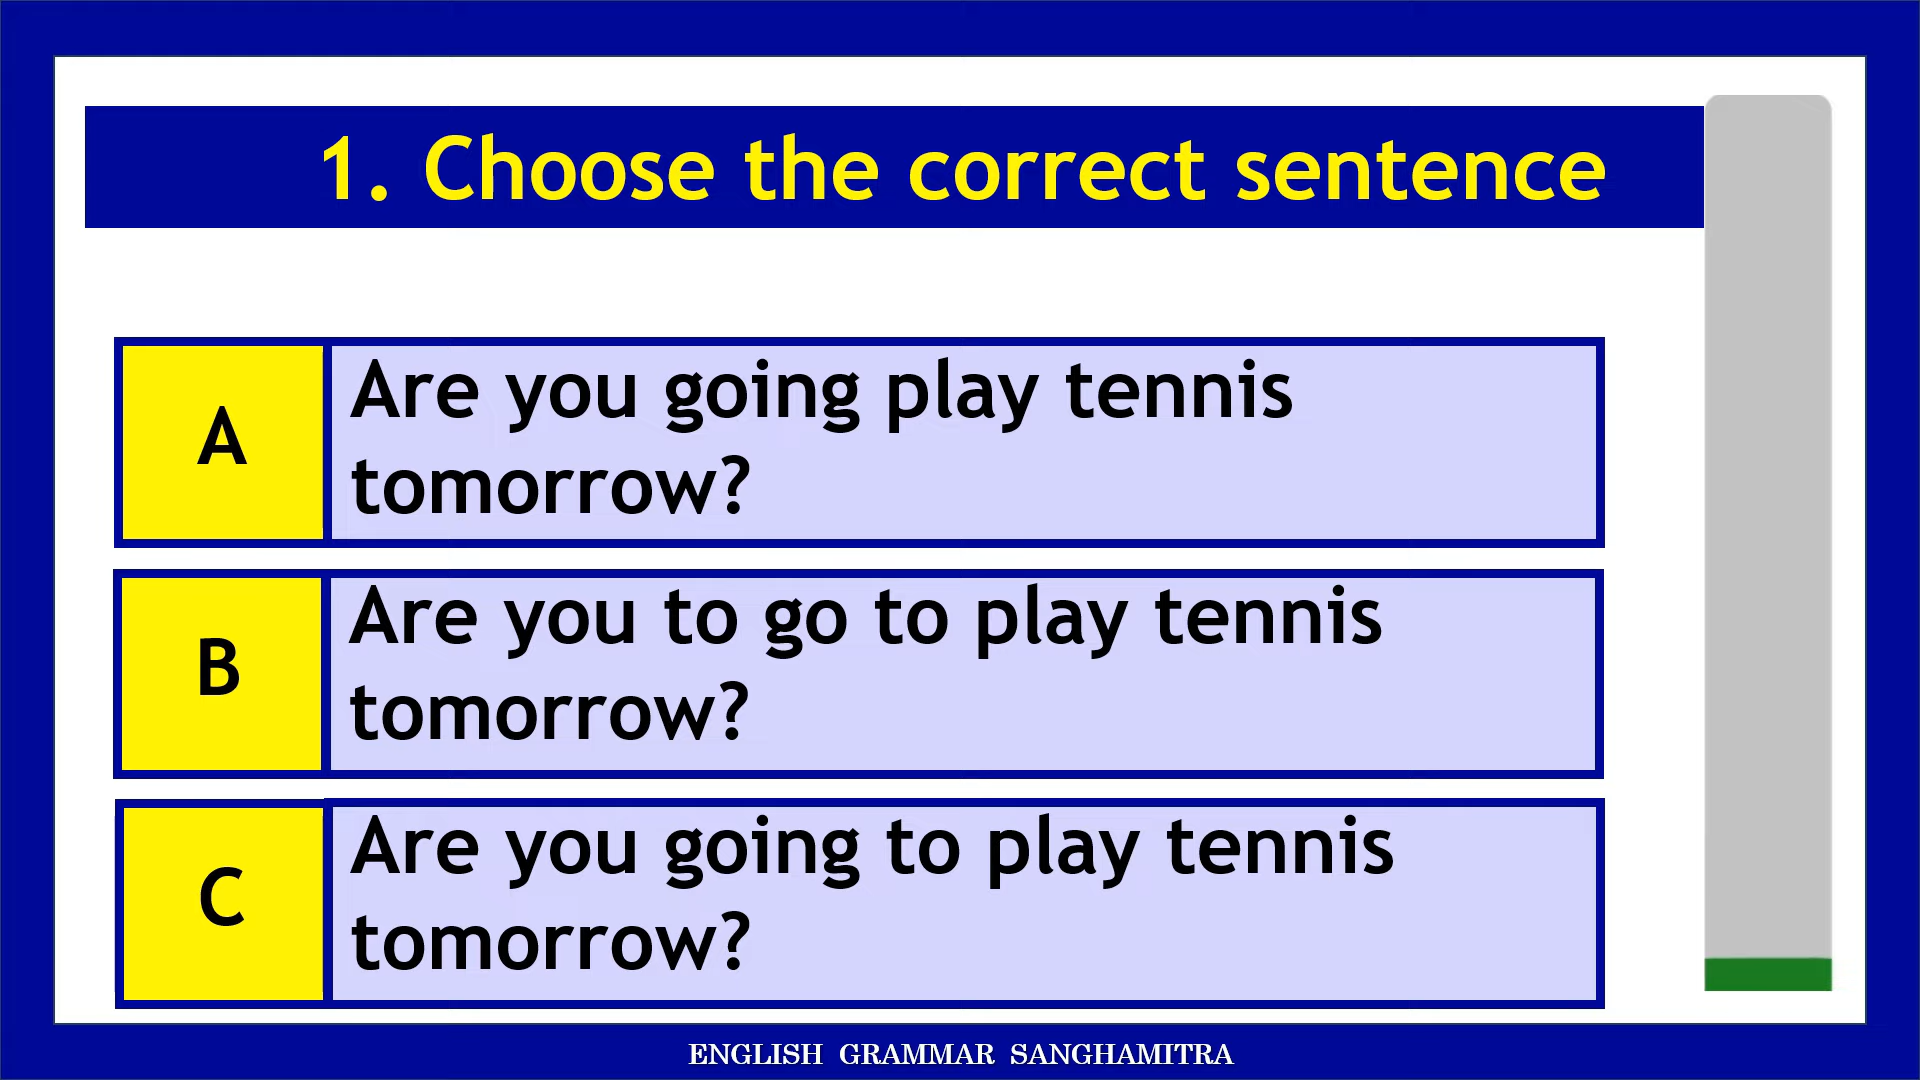 1. Choose the correct sentence
A
Are you going play tennis
tomorrow?
B
Are you to go to play tennis
tomorrow?
C
Are you going to play tennis
tomorrow?
ENGLISH GRAMMAR SANGHAMITRA